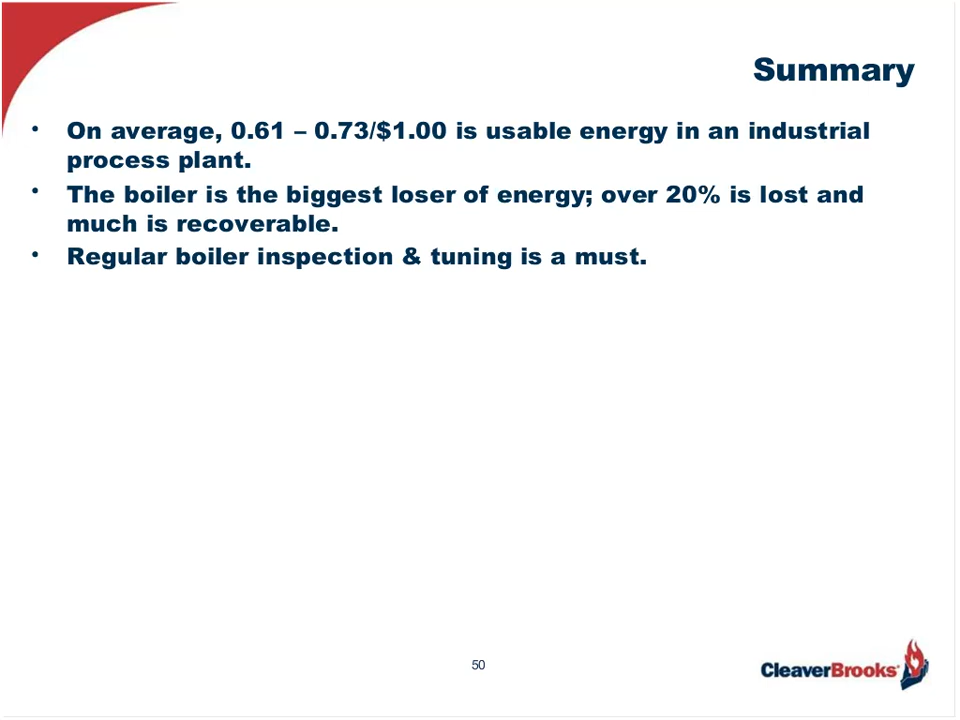 Summary
• On average, 0.61 – 0.73/$1.00 is usable energy in an industrial
process plant.
• The boiler is the biggest loser of energy; over 20% is lost and
much is recoverable.
• Regular boiler inspection & tuning is a must.
50
CleaverBrooks